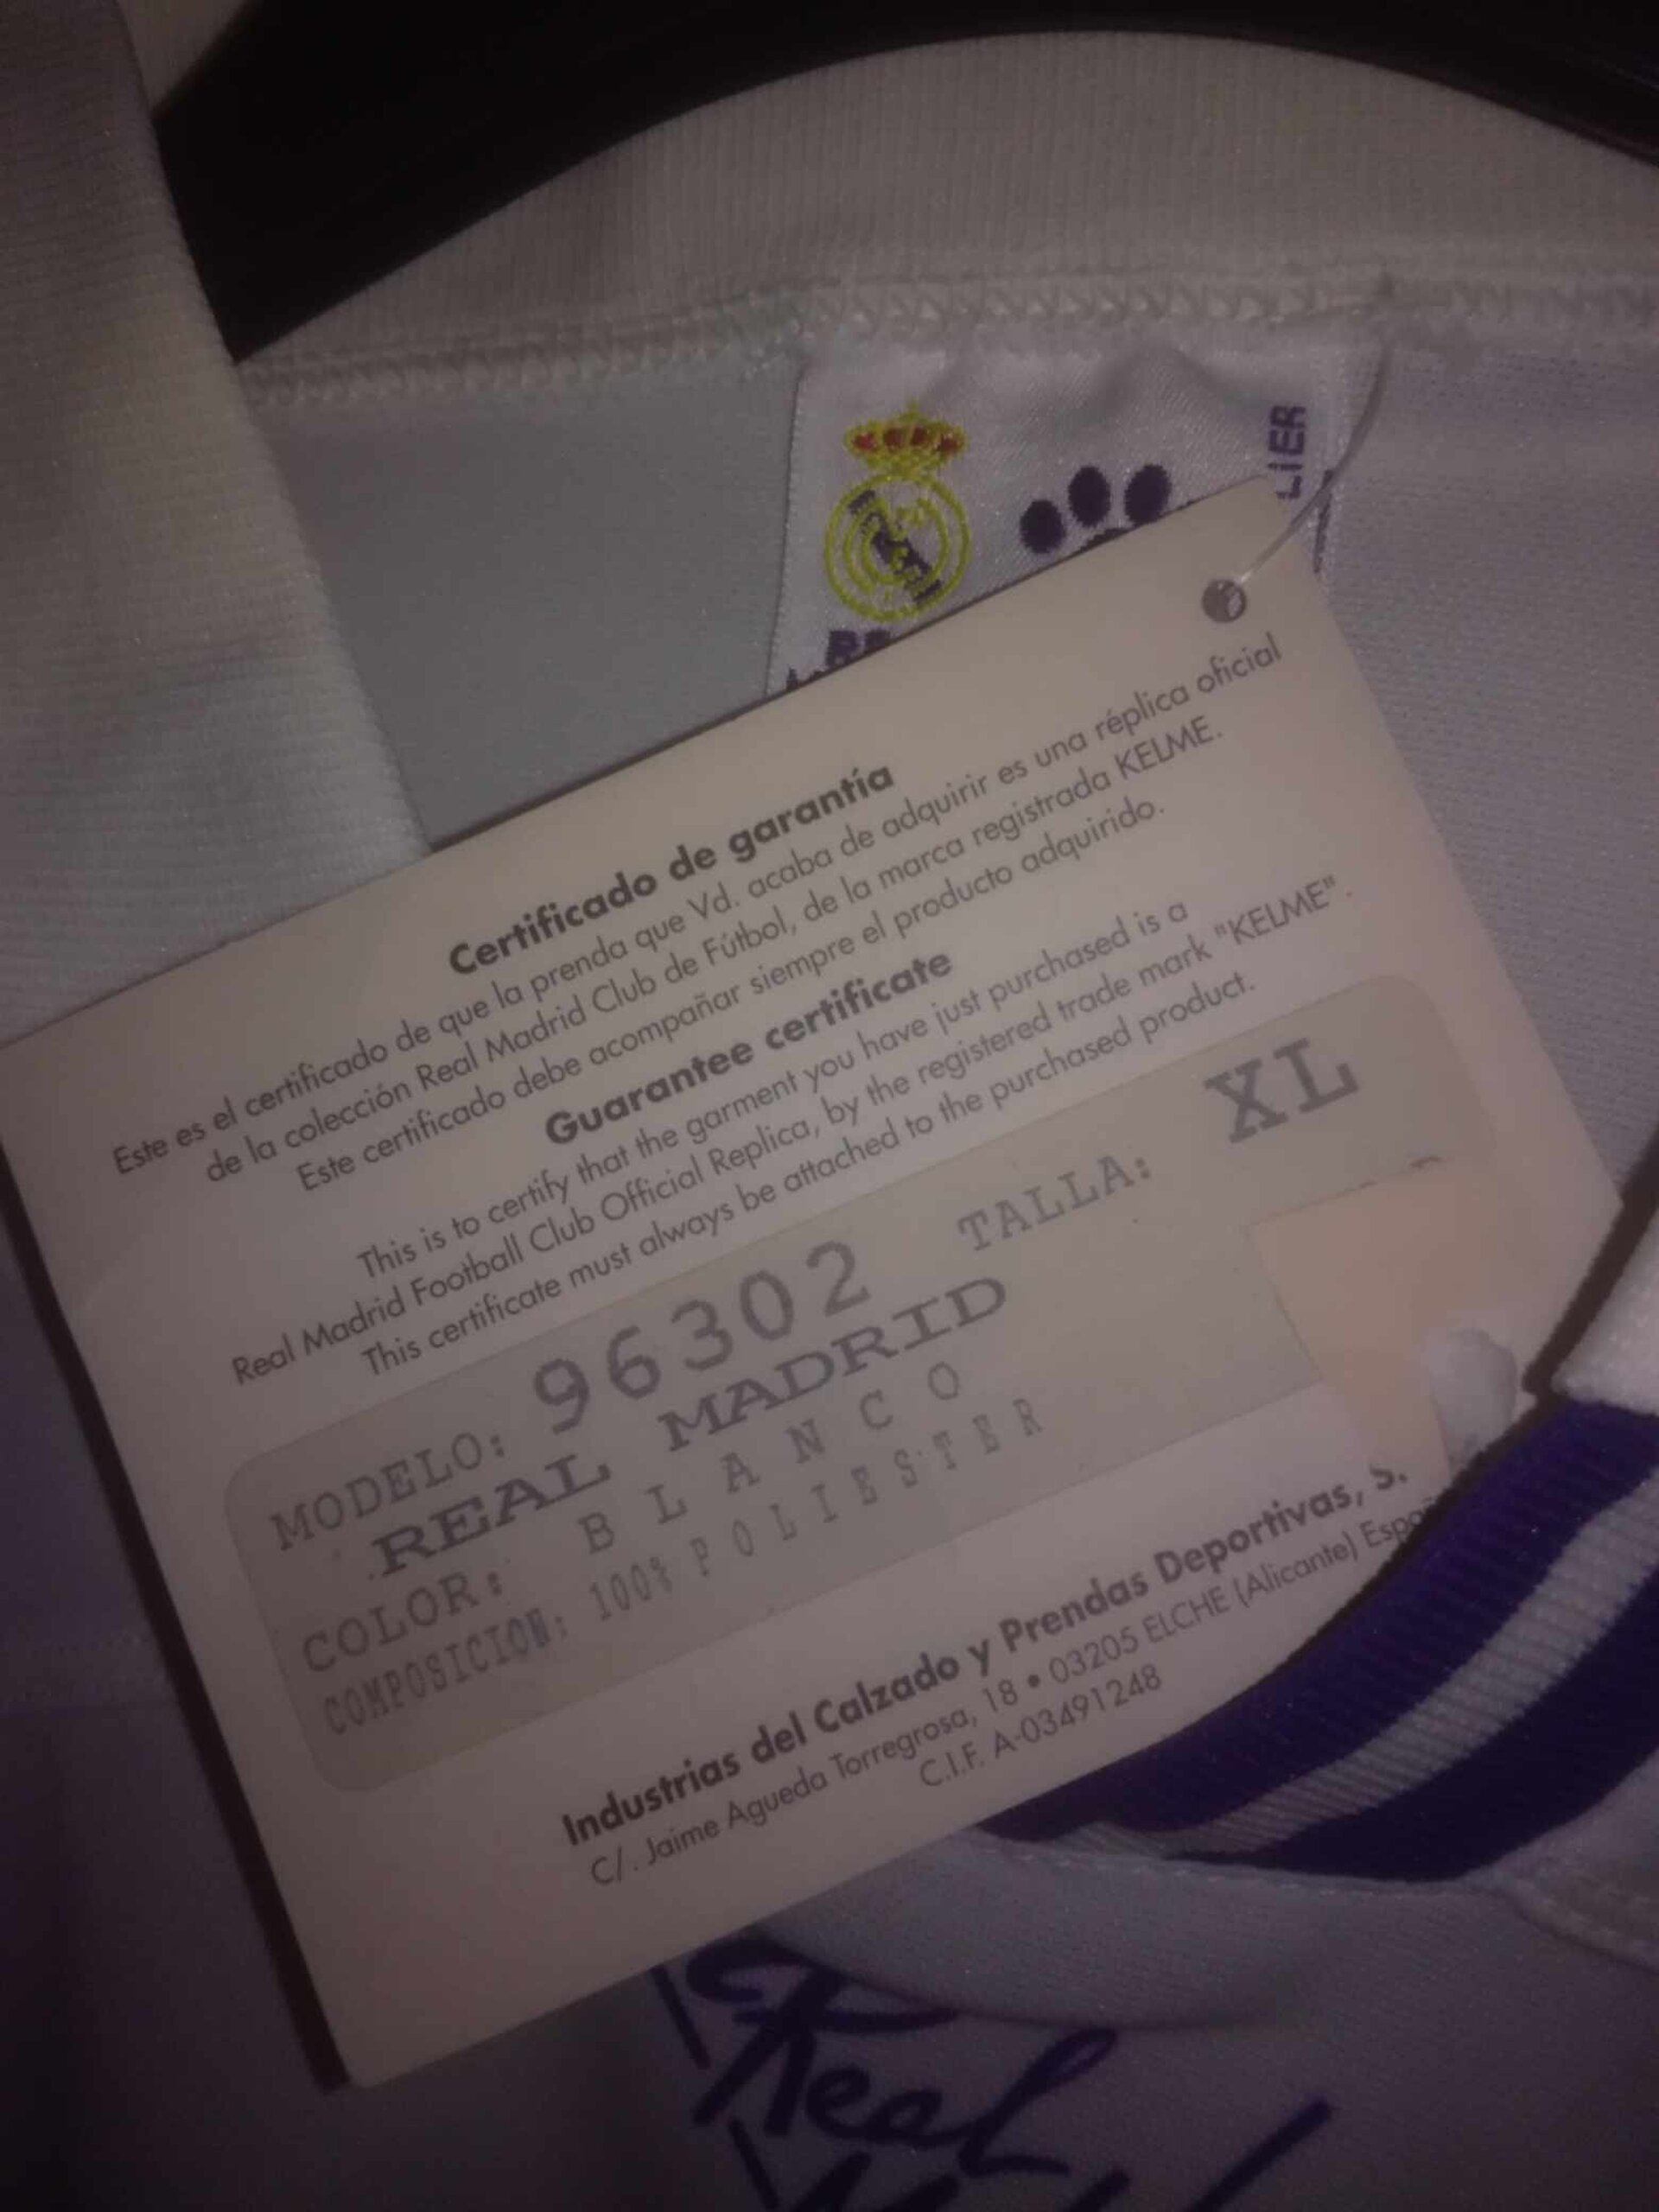 LIER
Certificado de garantía
Este es el certificado de que la prenda que Vd. acaba de adquirir es una réplica oficial
de la colección Real Madrid Club de Fútbol, de la marca registrada KELME.
Este certificado debe acompañar siempre el producto adquirido.
Guarantee certificate
This is to certify that the garment you have just purchased is a
Real Madrid Football Club Official Replica, by the registered trade mark "KELME".
This certificate must always be attached to the purchased product.
MODELO: 96302 TALLA: XL
REAL MADRID
COLOR: BLANCO
COMPOSICION: 100% POLIESTER
Industrias del Calzado y Prendas Deportivas, S.
C/. Jaime Agueda Torregrosa, 18 • 03205 ELCHE (Alicante) Españ
C.I.F. A-03491248
Real